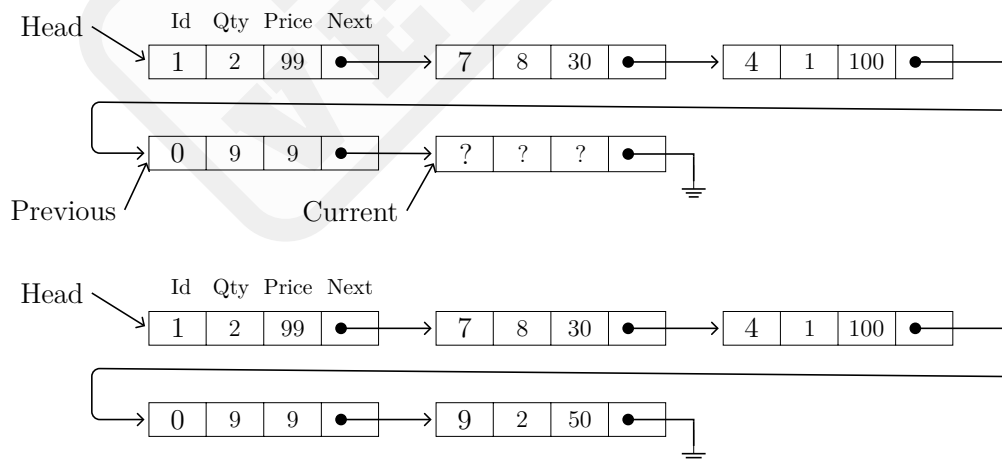 Id Qty Price Next
Head
1 2 99 7 8 30 4 1 100
0 9 9 ? ? ?
Previous Current
Id Qty Price Next
Head
1 2 99 7 8 30 4 1 100
0 9 9 9 2 50